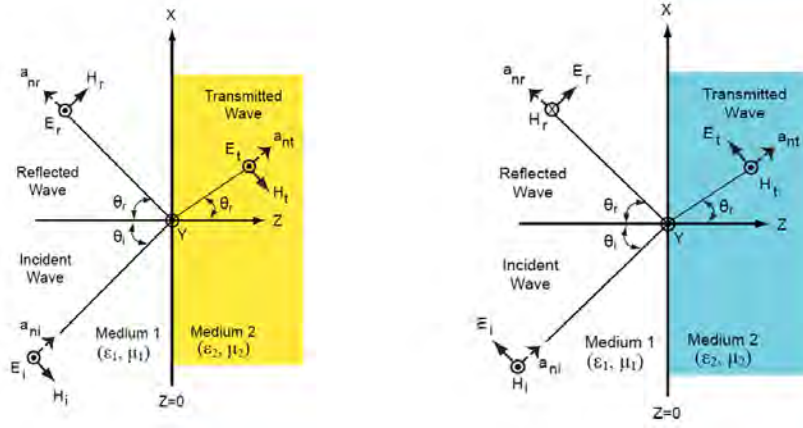 X
a_nr
H_r
E_r
Transmitted
Wave
E_t
a_nt
H_t
Reflected
Wave
θ_r
θ_r
Z
θ_i
Y
Incident
Wave
a_ni
E_i
H_i
Medium 1
(ε₁, μ₁)
Medium 2
(ε₂, μ₂)
Z=0
X
a_nr
E_r
H_r
Transmitted
Wave
E_t
a_nt
H_t
Reflected
Wave
θ_r
θ_r
Z
θ_i
Y
Incident
Wave
E_i
a_ni
H_i
Medium 1
(ε₁, μ₁)
Medium 2
(ε₂, μ₂)
Z=0